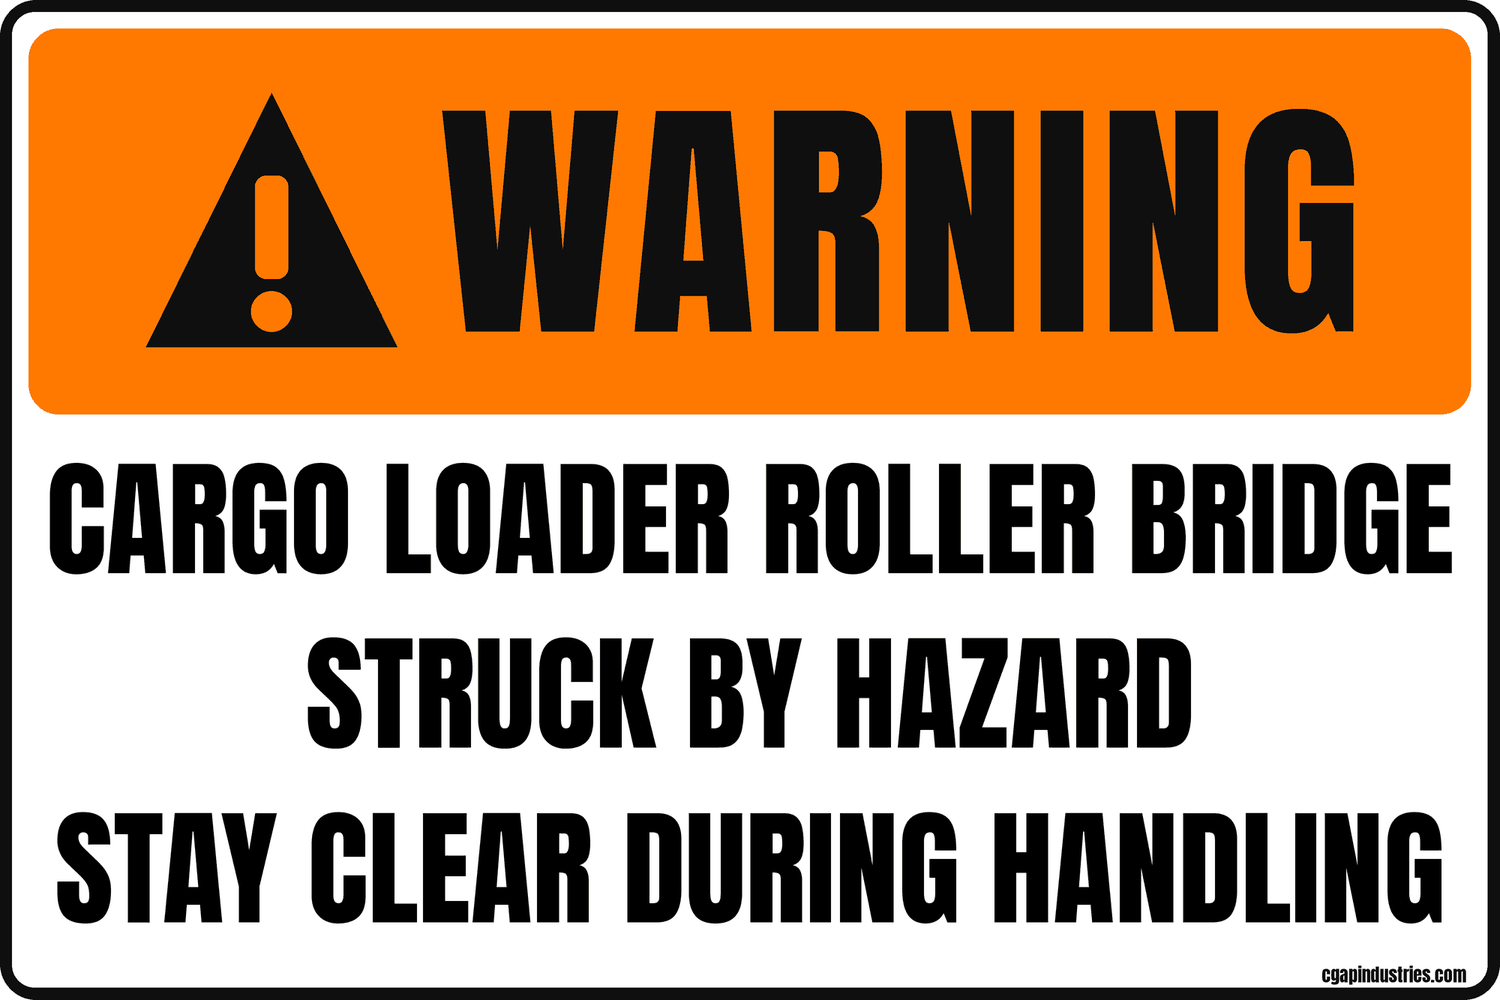 WARNING
CARGO LOADER ROLLER BRIDGE
STRUCK BY HAZARD
STAY CLEAR DURING HANDLING
cgapindustries.com